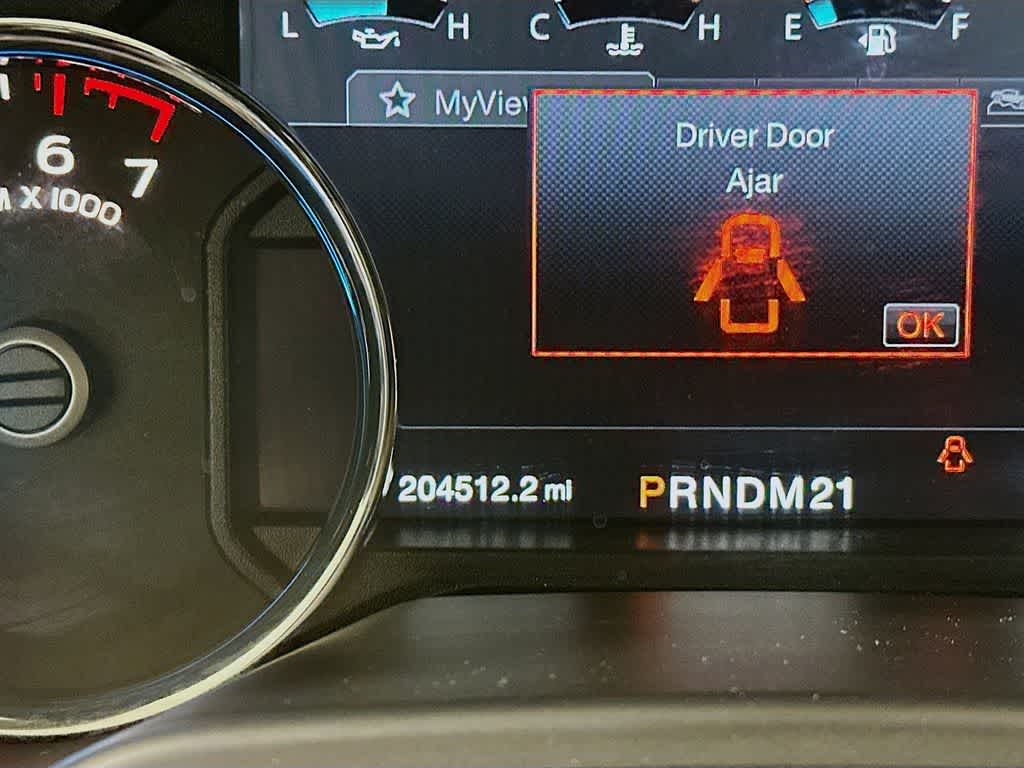 L H C H E F
MyView
Driver Door
Ajar
OK
6
7
X 1000
204512.2 mi
PRNDM21